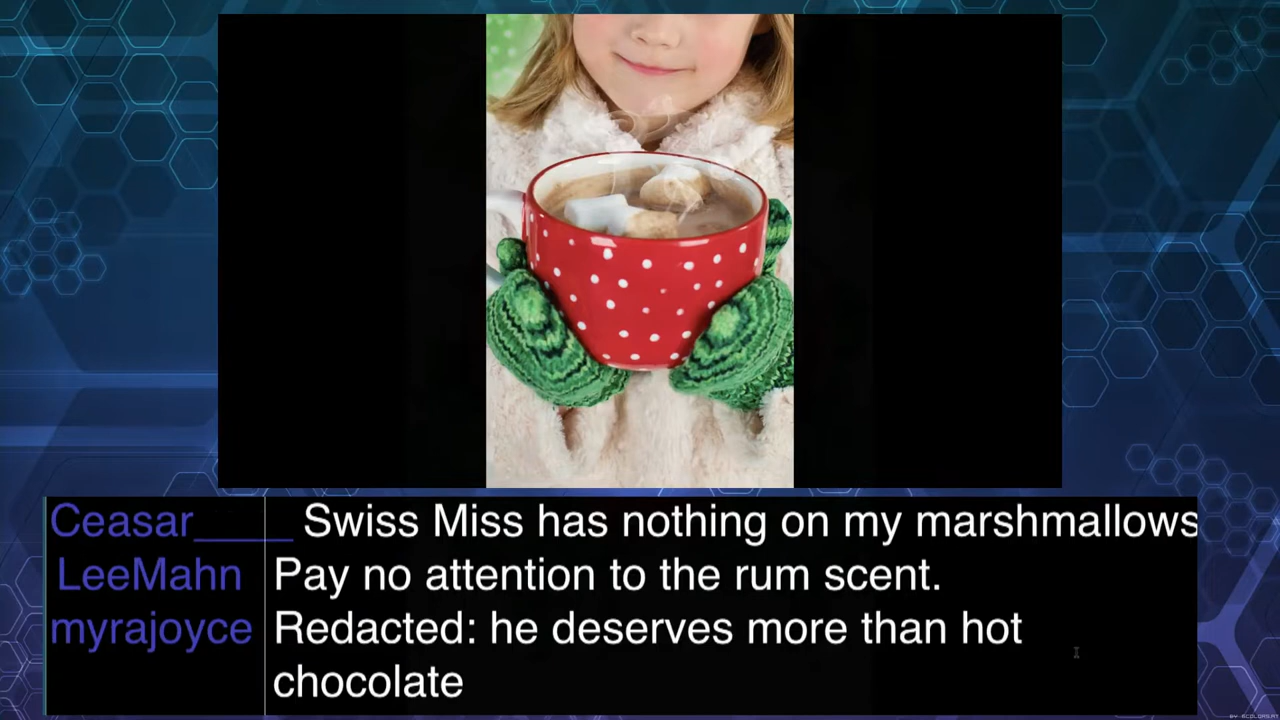 Ceasar_____ Swiss Miss has nothing on my marshmallows
LeeMahn Pay no attention to the rum scent.
myrajoyce Redacted: he deserves more than hot
chocolate